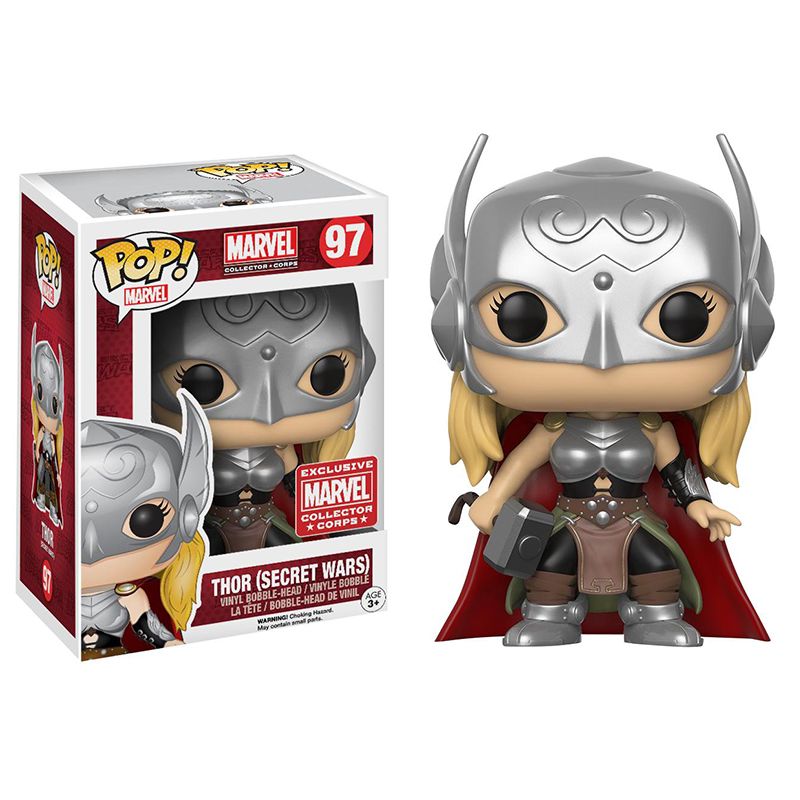 POP!
MARVEL
POP!
MARVEL
MARVEL
COLLECTOR CORPS
97
EXCLUSIVE
MARVEL
COLLECTOR
★ CORPS ★
THOR (SECRET WARS)
VINYL BOBBLE-HEAD / VINYLE BOBBLE
LA TÊTE / BOBBLE-HEAD DE VINIL
WARNING! Choking Hazard.
May contain small parts.
AGE
3+
THOR
97